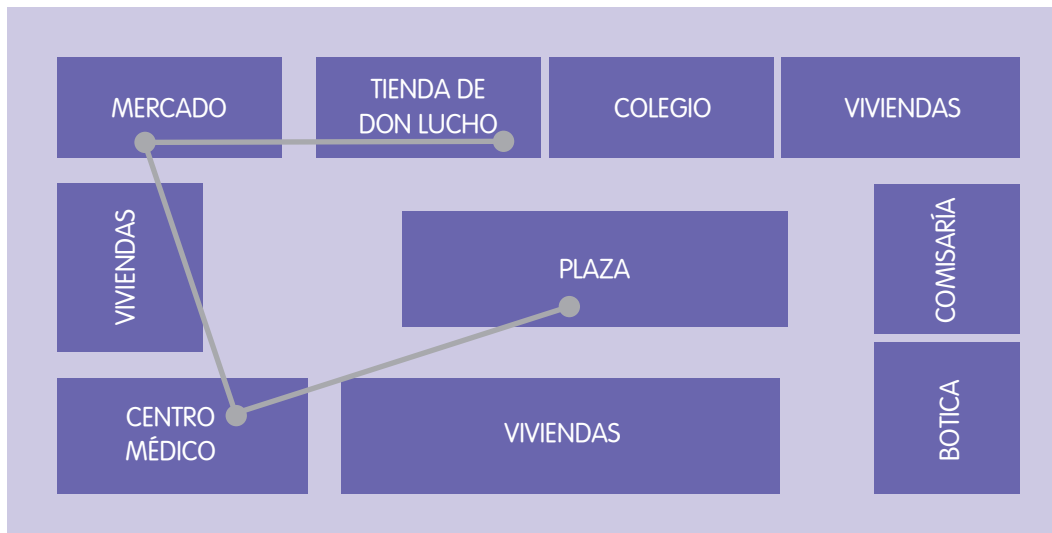 MERCADO
TIENDA DE
DON LUCHO
COLEGIO
VIVIENDAS
VIVIENDAS
PLAZA
COMISARÍA
CENTRO
MÉDICO
VIVIENDAS
BOTICA